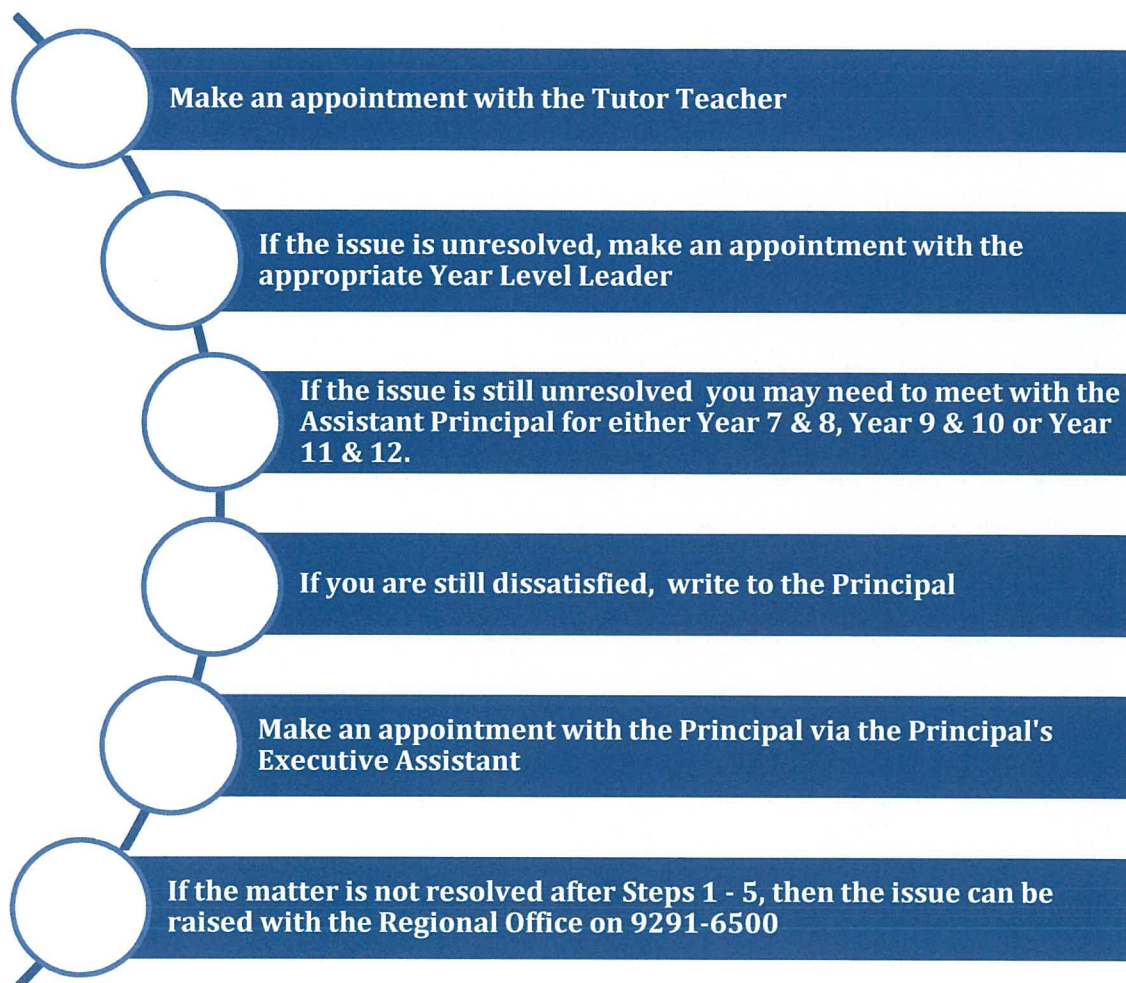 Make an appointment with the Tutor Teacher
If the issue is unresolved, make an appointment with the
appropriate Year Level Leader
If the issue is still unresolved  you may need to meet with the
Assistant Principal for either Year 7 & 8, Year 9 & 10 or Year
11 & 12.
If you are still dissatisfied,  write to the Principal
Make an appointment with the Principal via the Principal's
Executive Assistant
If the matter is not resolved after Steps 1 - 5, then the issue can be
raised with the Regional Office on 9291-6500